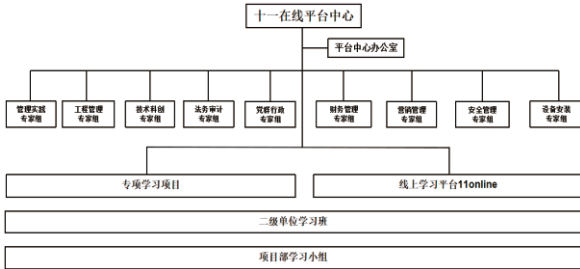 十一在线平台中心
平台中心办公室
管理实践
专家组
工程管理
专家组
技术科创
专家组
法务审计
专家组
党群行政
专家组
财务管理
专家组
营销管理
专家组
安全管理
专家组
设备安装
专家组
专项学习项目
线上学习平台11online
二级单位学习班
项目部学习小组